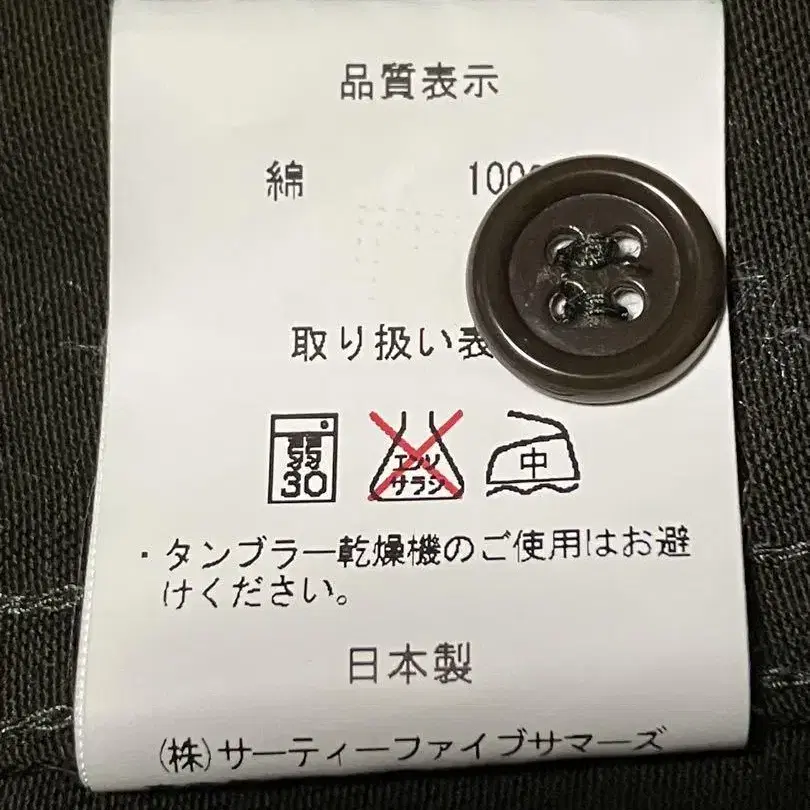 品質表示
綿 100
取り扱い表
弱 30
エンソ
サラシ
中
・タンブラー乾燥機のご使用はお避
けください。
日本製
(株)サーティーファイブサマーズ